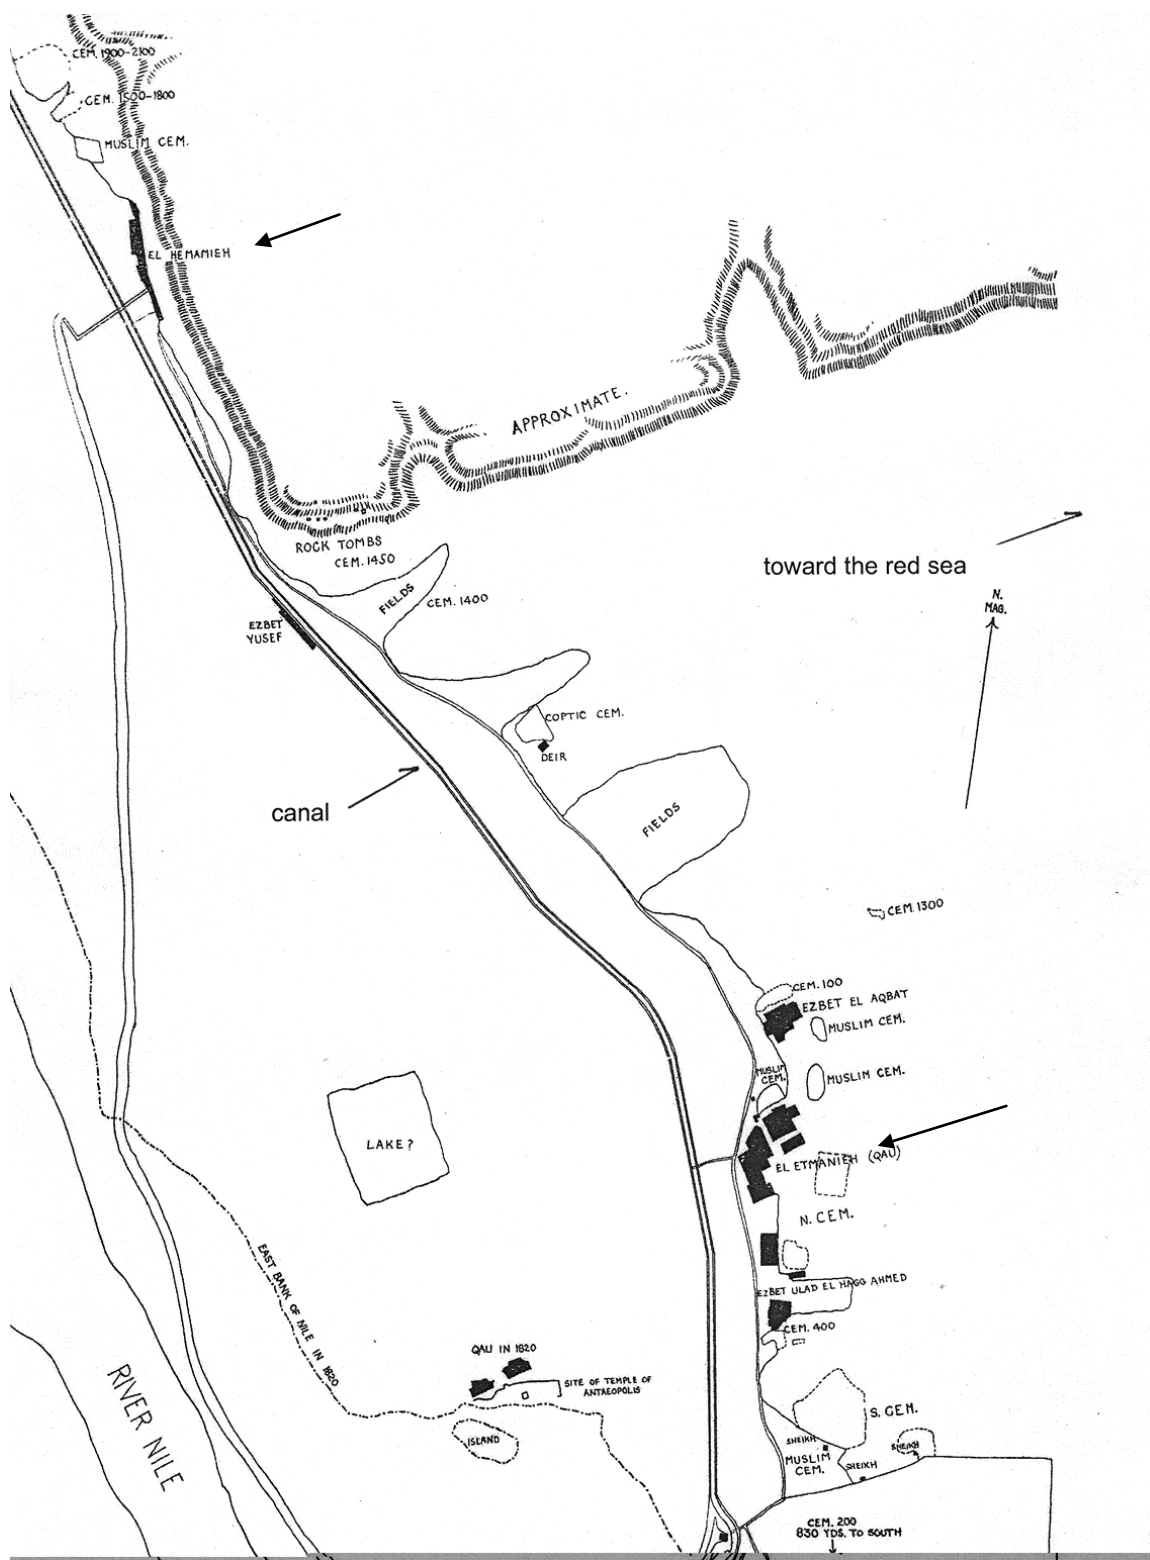 CEM. 1900-2100
CEM. 1500-1800
MUSLIM CEM.
EL HEMAMIEH
APPROXIMATE.
ROCK TOMBS
CEM. 1450
toward the red sea
FIELDS
CEM. 1400
N.
MAG.
EZBET
YUSEF
COPTIC CEM.
DEIR
canal
FIELDS
CEM. 1300
CEM. 100
EZBET EL AQBAT
MUSLIM CEM.
MUSLIM
CEM.
MUSLIM CEM.
LAKE?
EL ETMANIEH (QAU)
N. CEM.
EAST BANK OF NILE IN 1820
EZBET ULAD EL HAGG AHMED
CEM. 400
QAU IN 1820
SITE OF TEMPLE OF
ANTAEOPOLIS
RIVER NILE
ISLAND
S. CEM.
SHEIKH
SHEIKH
MUSLIM
CEM.
SHEIKH
CEM. 200
830 YDS. TO SOUTH